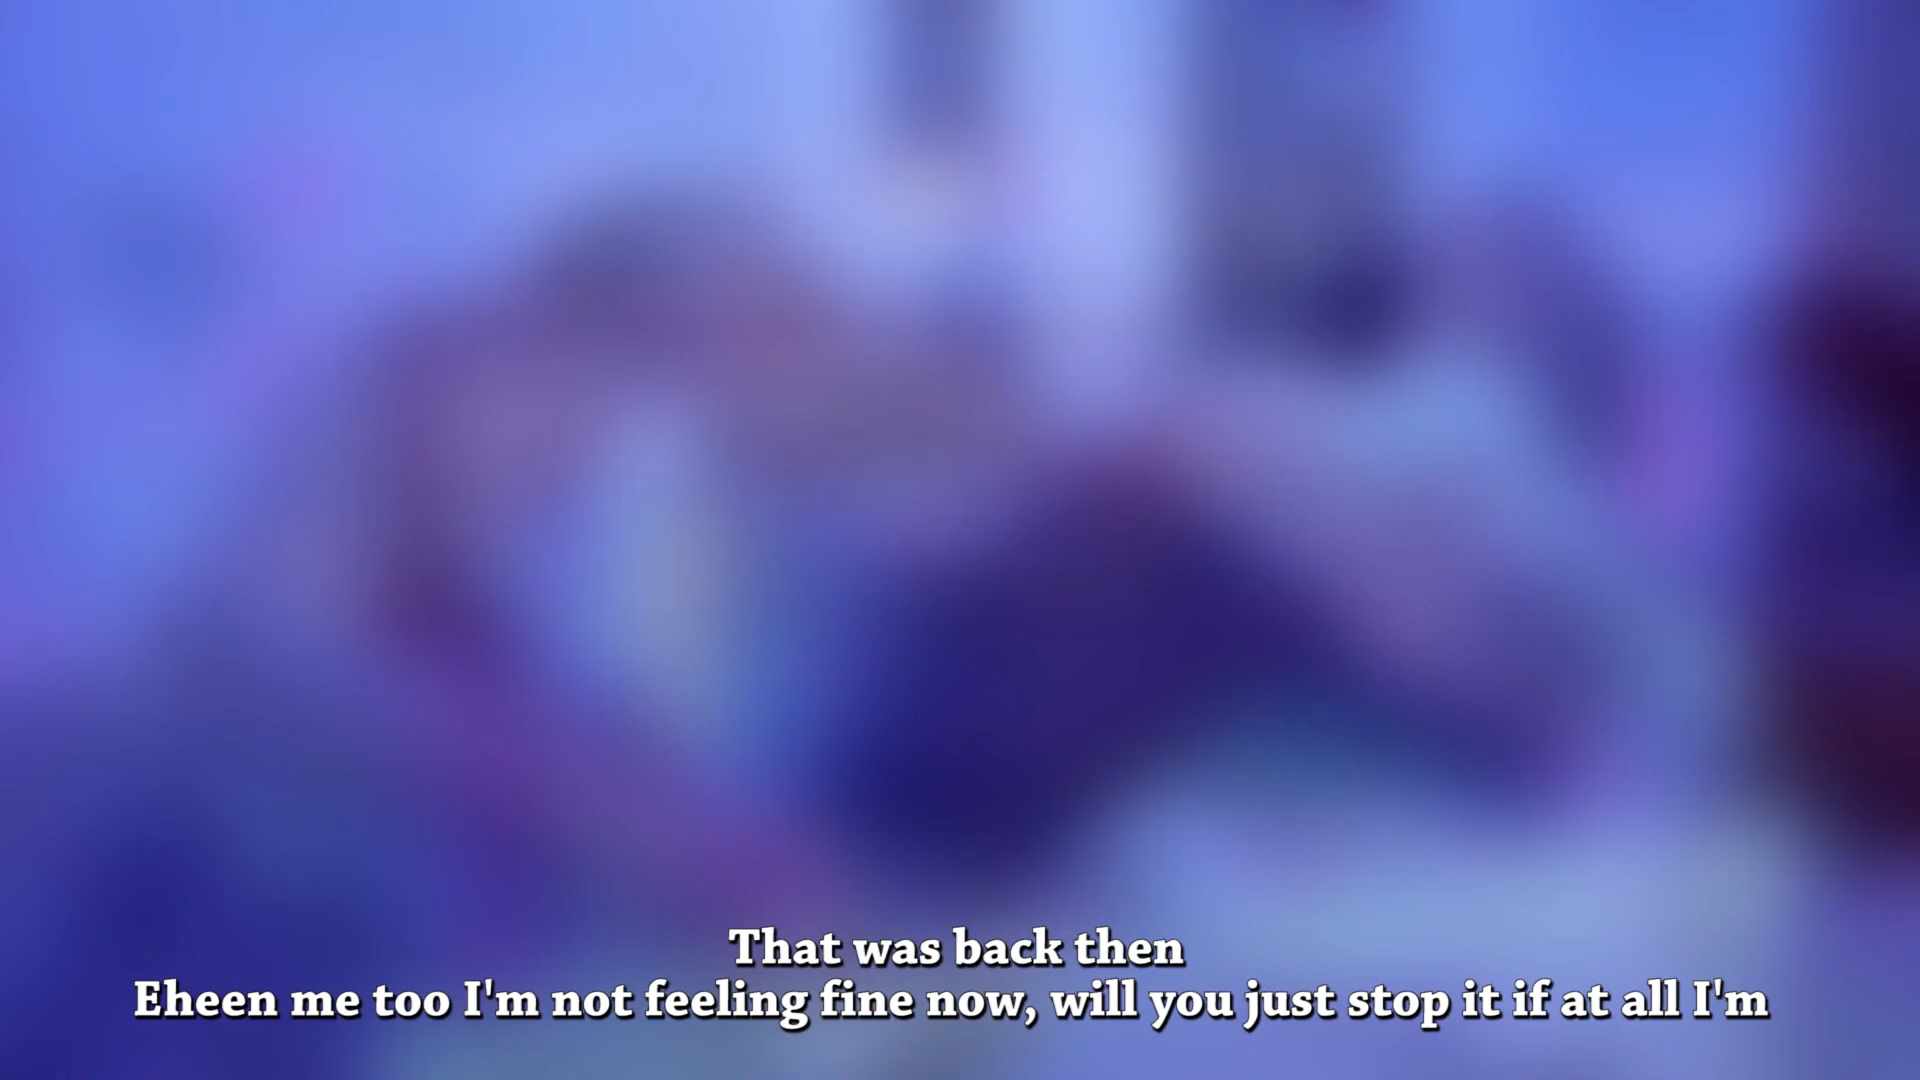 That was back then
Eheen me too I'm not feeling fine now, will you just stop it if at all I'm